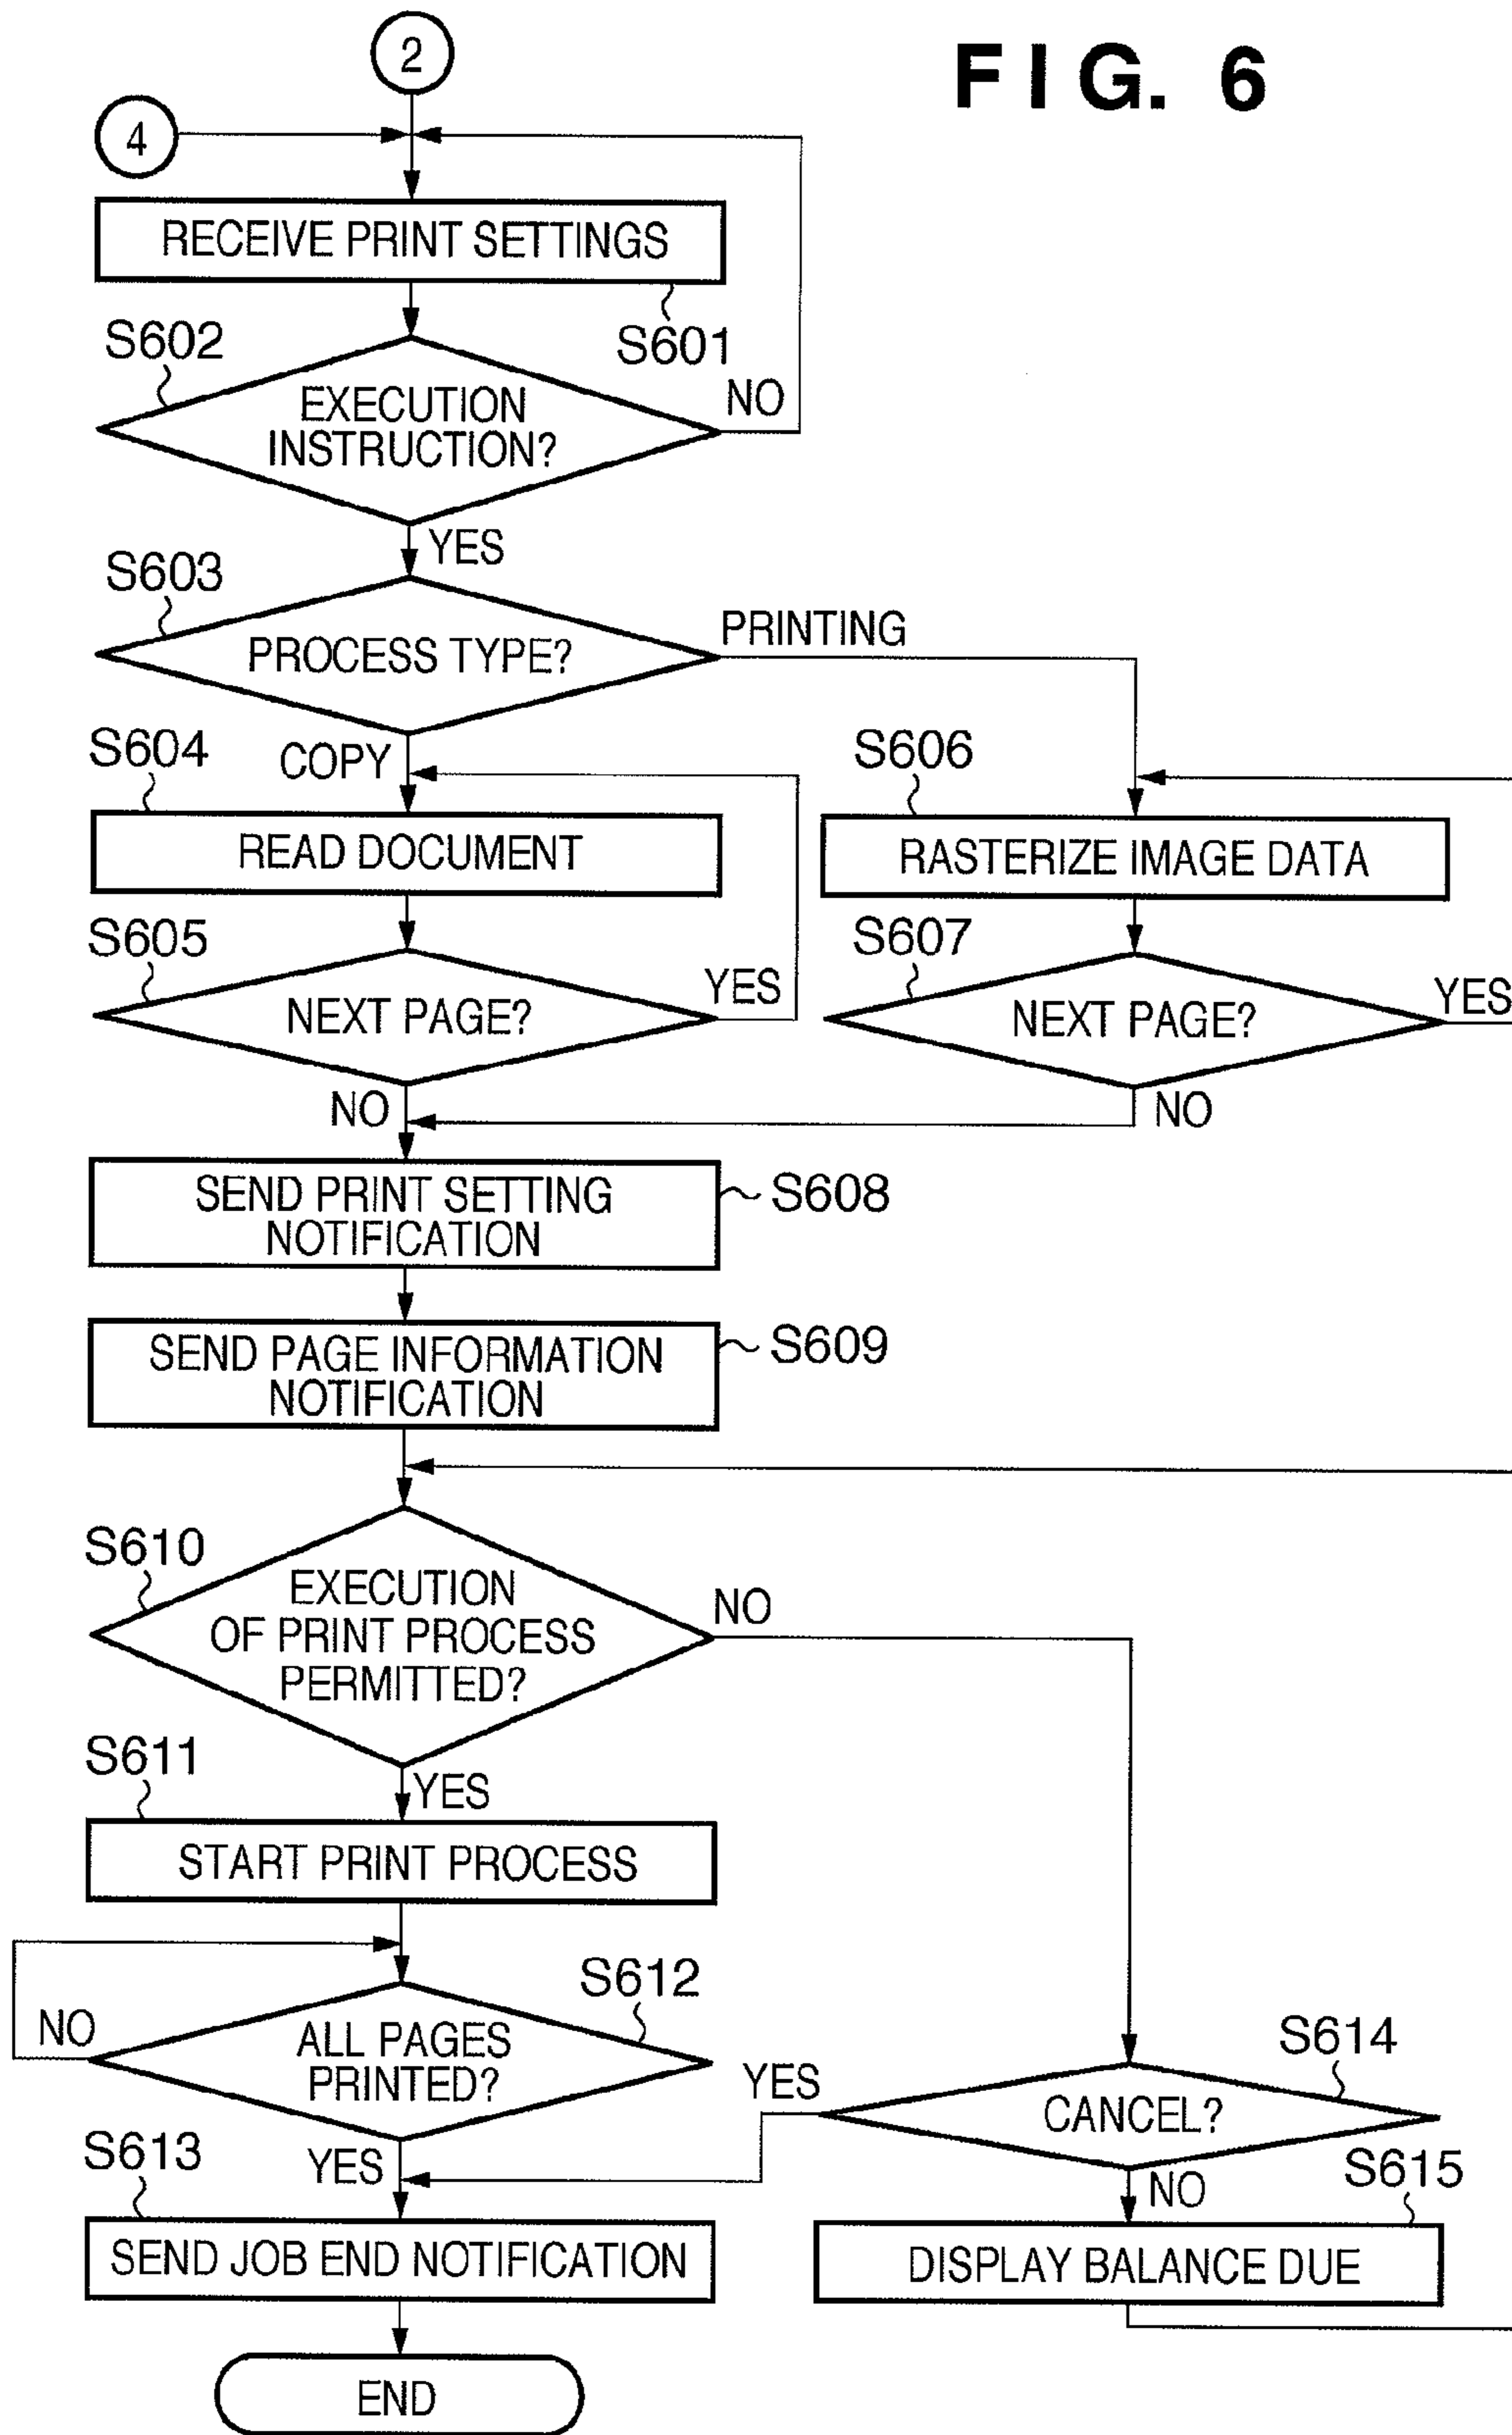 FIG. 6
2
4
RECEIVE PRINT SETTINGS
S601
S602
EXECUTION
INSTRUCTION?
NO
YES
S603
PROCESS TYPE?
PRINTING
COPY
S604
READ DOCUMENT
S606
RASTERIZE IMAGE DATA
S605
NEXT PAGE?
YES
NO
S607
NEXT PAGE?
YES
NO
SEND PRINT SETTING
NOTIFICATION
S608
SEND PAGE INFORMATION
NOTIFICATION
S609
S610
EXECUTION
OF PRINT PROCESS
PERMITTED?
NO
YES
S611
START PRINT PROCESS
S612
ALL PAGES
PRINTED?
NO
YES
S614
CANCEL?
YES
NO
S613
SEND JOB END NOTIFICATION
S615
DISPLAY BALANCE DUE
END